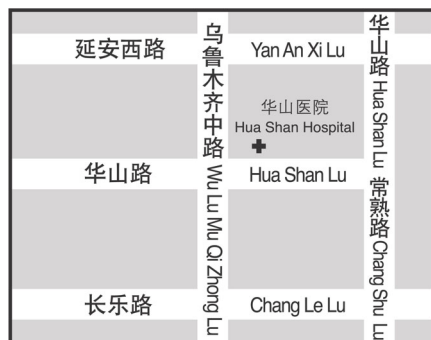 延安西路 Yan An Xi Lu
乌鲁木齐中路 Wu Lu Mu Qi Zhong Lu
华山路 Hua Shan Lu
华山医院
Hua Shan Hospital
华山路 Hua Shan Lu
常熟路 Chang Shu Lu
长乐路 Chang Le Lu